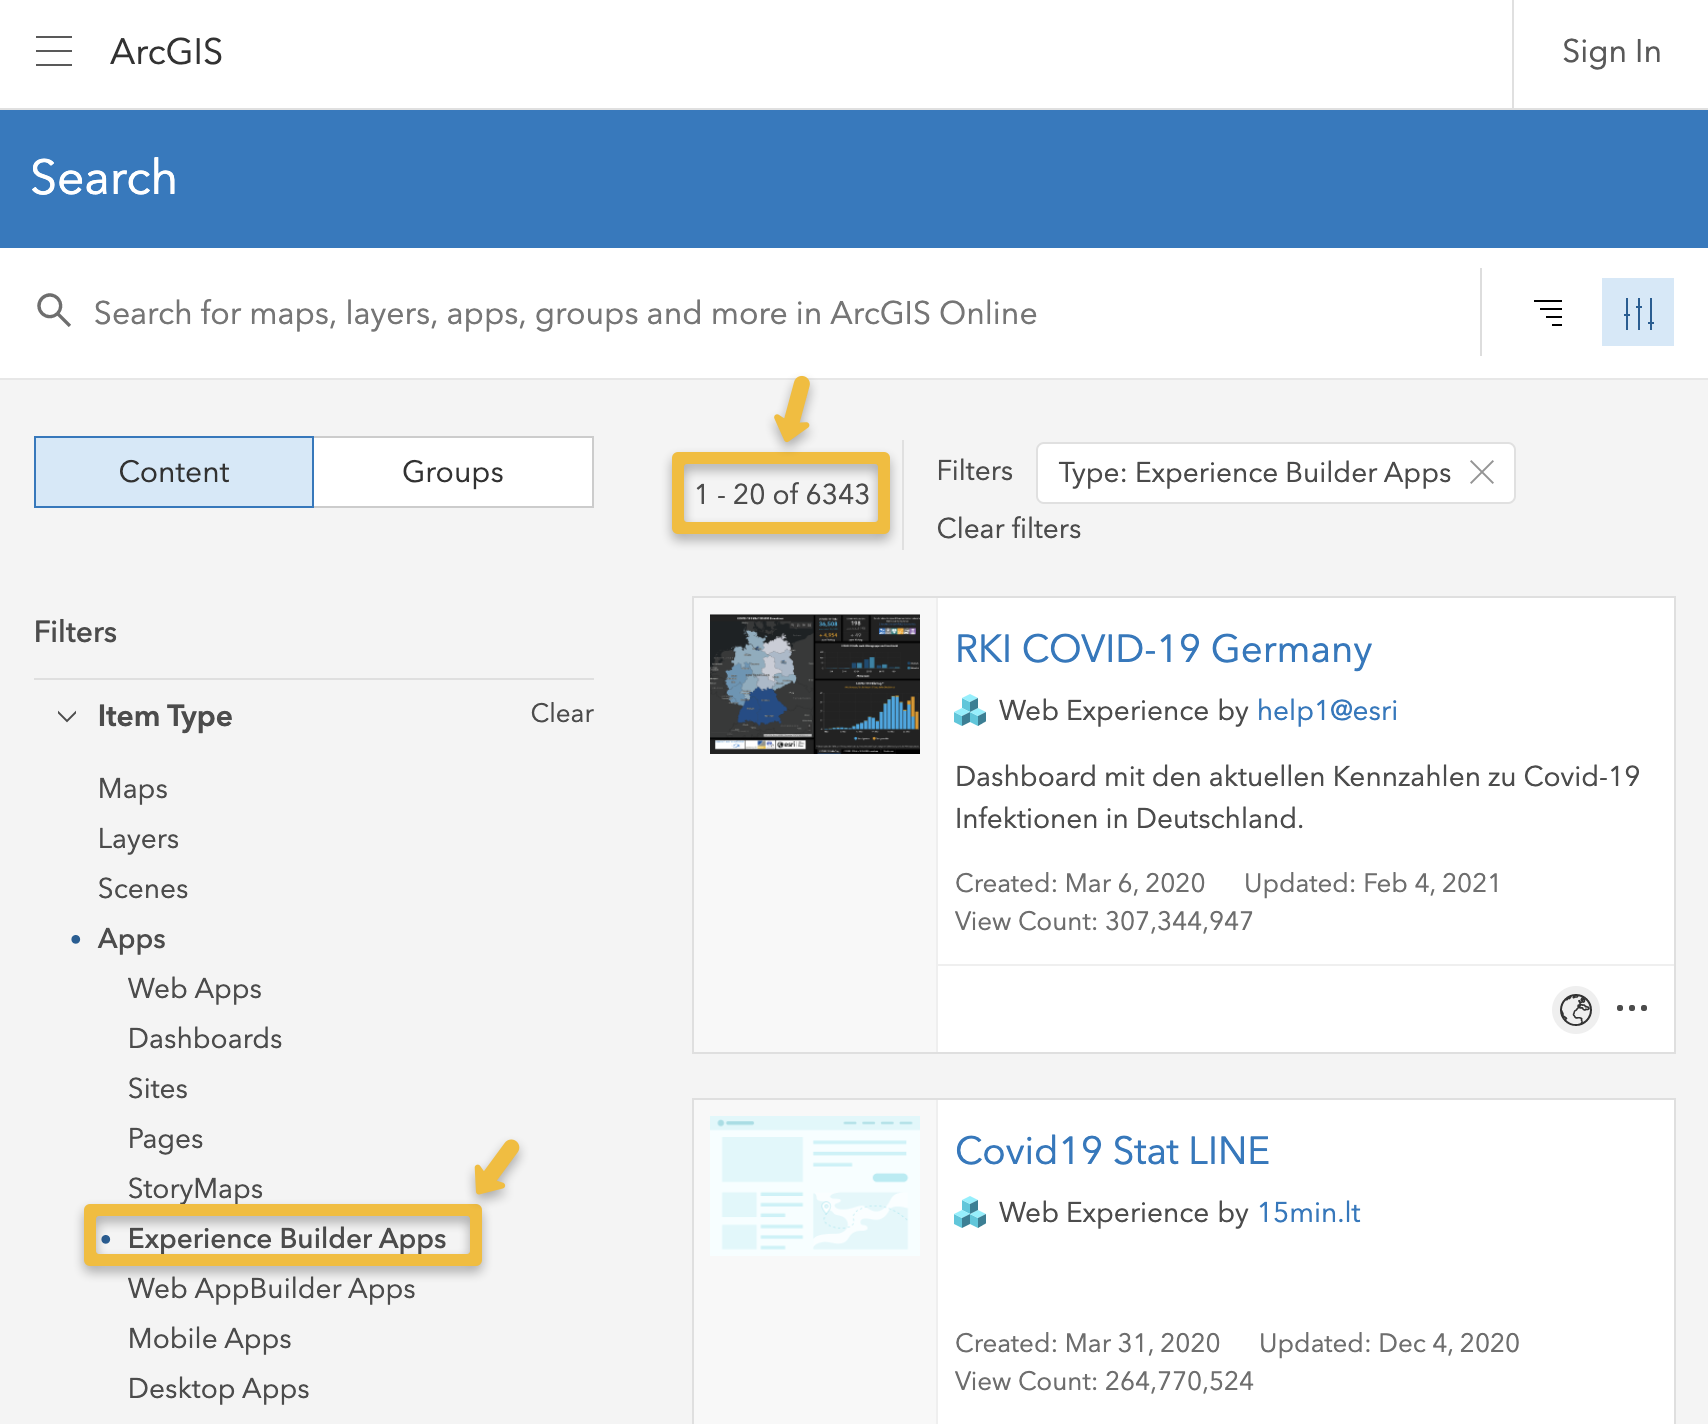 ArcGIS
Sign In
Search
Search for maps, layers, apps, groups and more in ArcGIS Online
Content
Groups
1 - 20 of 6343
Filters
Type: Experience Builder Apps
Clear filters
Filters
Item Type
Clear
Maps
Layers
Scenes
Apps
Web Apps
Dashboards
Sites
Pages
StoryMaps
Experience Builder Apps
Web AppBuilder Apps
Mobile Apps
Desktop Apps
RKI COVID-19 Germany
Web Experience by help1@esri
Dashboard mit den aktuellen Kennzahlen zu Covid-19
Infektionen in Deutschland.
Created: Mar 6, 2020 Updated: Feb 4, 2021
View Count: 307,344,947
esri
Covid19 Stat LINE
Web Experience by 15min.lt
Created: Mar 31, 2020 Updated: Dec 4, 2020
View Count: 264,770,524